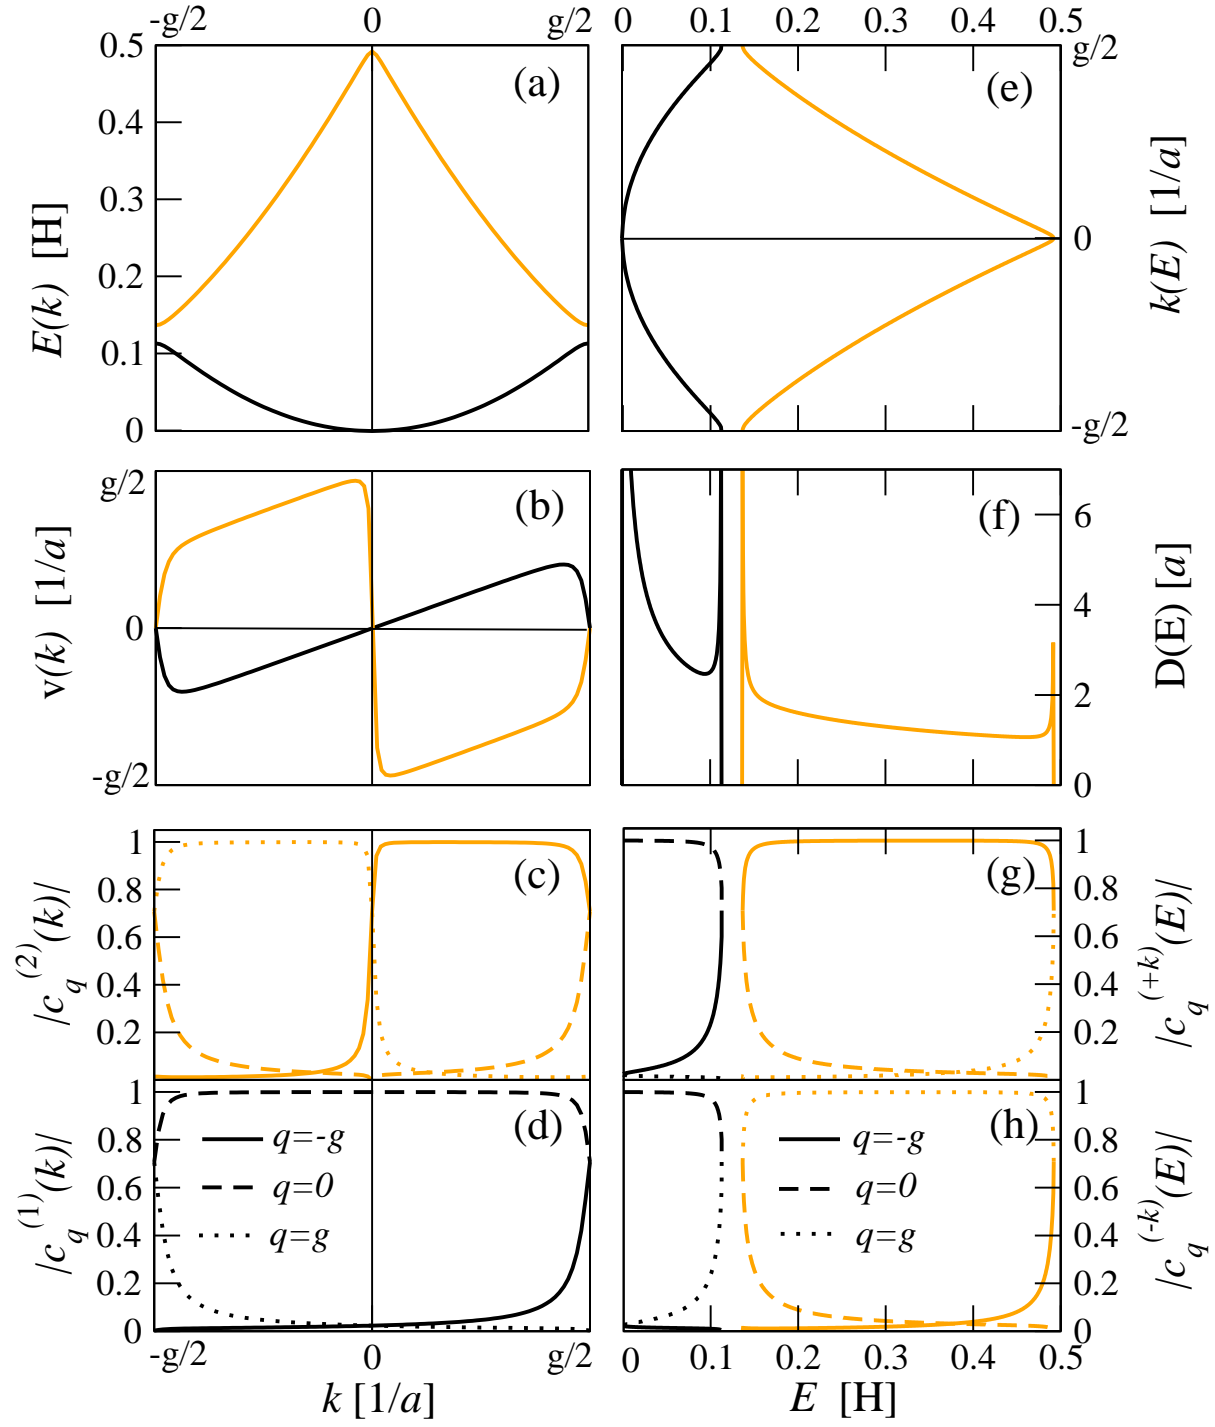 -g/2 0 g/2
0.5
0.4
0.3
0.2
0.1
0
E(k) [H]
(a)
0 0.1 0.2 0.3 0.4 0.5
g/2
0
-g/2
k(E) [1/a]
(e)
g/2
0
-g/2
v(k) [1/a]
(b)
6
4
2
0
D(E) [a]
(f)
1
0.8
0.6
0.4
0.2
|c_q^(2)(k)|
(c)
1
0.8
0.6
0.4
0.2
|c_q^(+k)(E)|
(g)
1
0.8
0.6
0.4
0.2
0
|c_q^(1)(k)|
(d)
q=-g
q=0
q=g
-g/2 0 g/2
k [1/a]
1
0.8
0.6
0.4
0.2
0
|c_q^(-k)(E)|
(h)
q=-g
q=0
q=g
0 0.1 0.2 0.3 0.4 0.5
E [H]